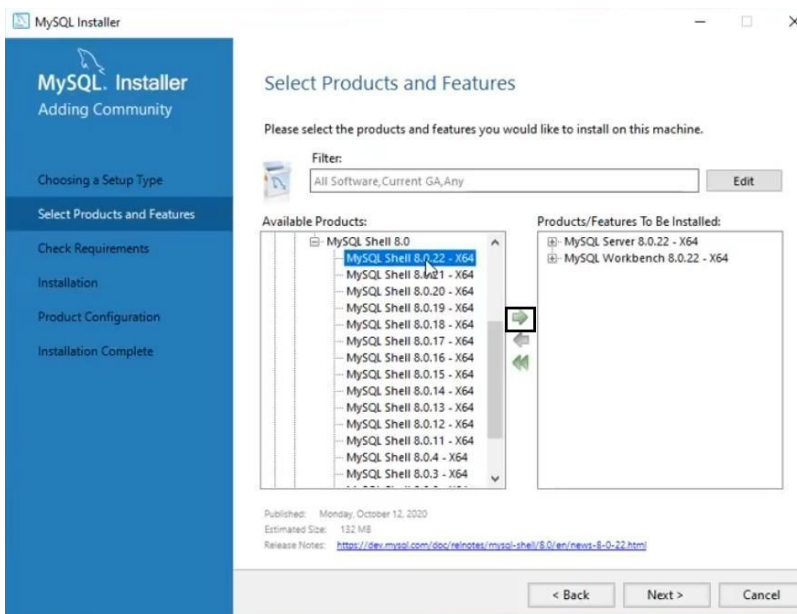 MySQL Installer
MySQL. Installer
Adding Community
Choosing a Setup Type
Select Products and Features
Check Requirements
Installation
Product Configuration
Installation Complete
Select Products and Features
Please select the products and features you would like to install on this machine.
Filter:
All Software,Current GA,Any
Edit
Available Products:
MySQL Shell 8.0
MySQL Shell 8.0.22 - X64
MySQL Shell 8.0.21 - X64
MySQL Shell 8.0.20 - X64
MySQL Shell 8.0.19 - X64
MySQL Shell 8.0.18 - X64
MySQL Shell 8.0.17 - X64
MySQL Shell 8.0.16 - X64
MySQL Shell 8.0.15 - X64
MySQL Shell 8.0.14 - X64
MySQL Shell 8.0.13 - X64
MySQL Shell 8.0.12 - X64
MySQL Shell 8.0.11 - X64
MySQL Shell 8.0.4 - X64
MySQL Shell 8.0.3 - X64
Products/Features To Be Installed:
MySQL Server 8.0.22 - X64
MySQL Workbench 8.0.22 - X64
Published: Monday, October 12, 2020
Estimated Size: 132 MB
Release Notes: https://dev.mysql.com/doc/relnotes/mysql-shell/8.0/en/news-8-0-22.html
< Back
Next >
Cancel